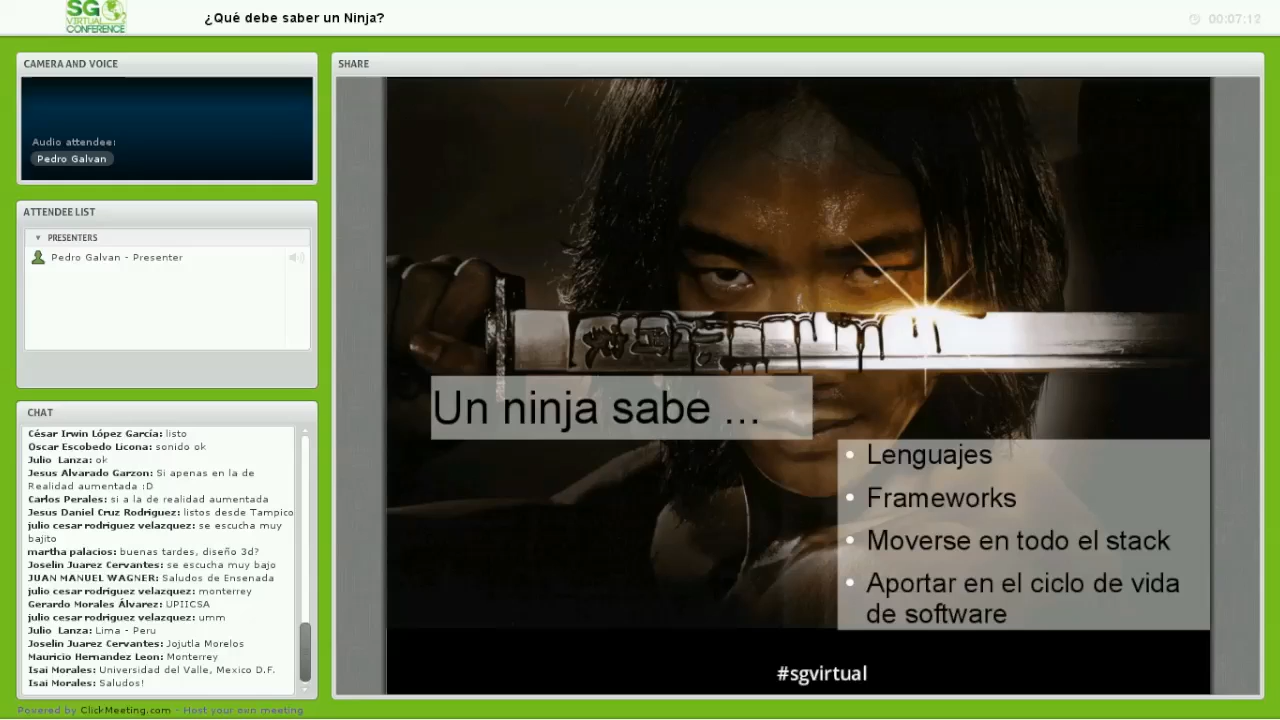 SG
VIRTUAL
CONFERENCE
¿Qué debe saber un Ninja?
00:07:12
CAMERA AND VOICE
Audio attendee:
Pedro Galvan
ATTENDEE LIST
PRESENTERS
Pedro Galvan - Presenter
CHAT
César Irwin López García: listo
Oscar Escobedo Licona: sonido ok
Julio Lanza: ok
Jesus Alvarado Garzon: Si apenas en la de
Realidad aumentada :D
Carlos Perales: si a la de realidad aumentada
Jesus Daniel Cruz Rodriguez: listos desde Tampico
julio cesar rodriguez velazquez: se escucha muy
bajito
martha palacios: buenas tardes, diseño 3d?
Joselin Juarez Cervantes: se escucha muy bajo
JUAN MANUEL WAGNER: Saludos de Ensenada
julio cesar rodriguez velazquez: monterrey
Gerardo Morales Álvarez: UPIICSA
julio cesar rodriguez velazquez: umm
Julio Lanza: Lima - Peru
Joselin Juarez Cervantes: Jojutla Morelos
Mauricio Hernandez Leon: Monterrey
Isai Morales: Universidad del Valle, Mexico D.F.
Isai Morales: Saludos!
Powered by ClickMeeting.com - Host your own meeting
SHARE
Un ninja sabe ...
• Lenguajes
• Frameworks
• Moverse en todo el stack
• Aportar en el ciclo de vida
de software
#sgvirtual